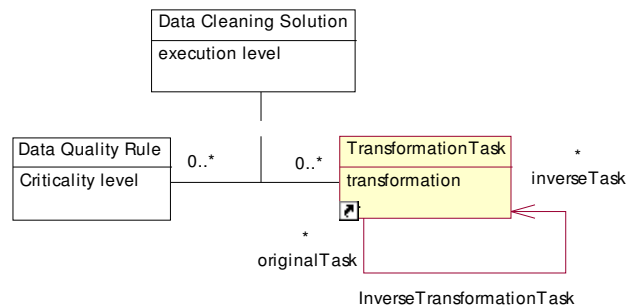 Data Cleaning Solution
execution level
Data Quality Rule
Criticality level
0..*
0..*
TransformationTask
transformation
*
inverseTask
*
originalTask
InverseTransformationTask